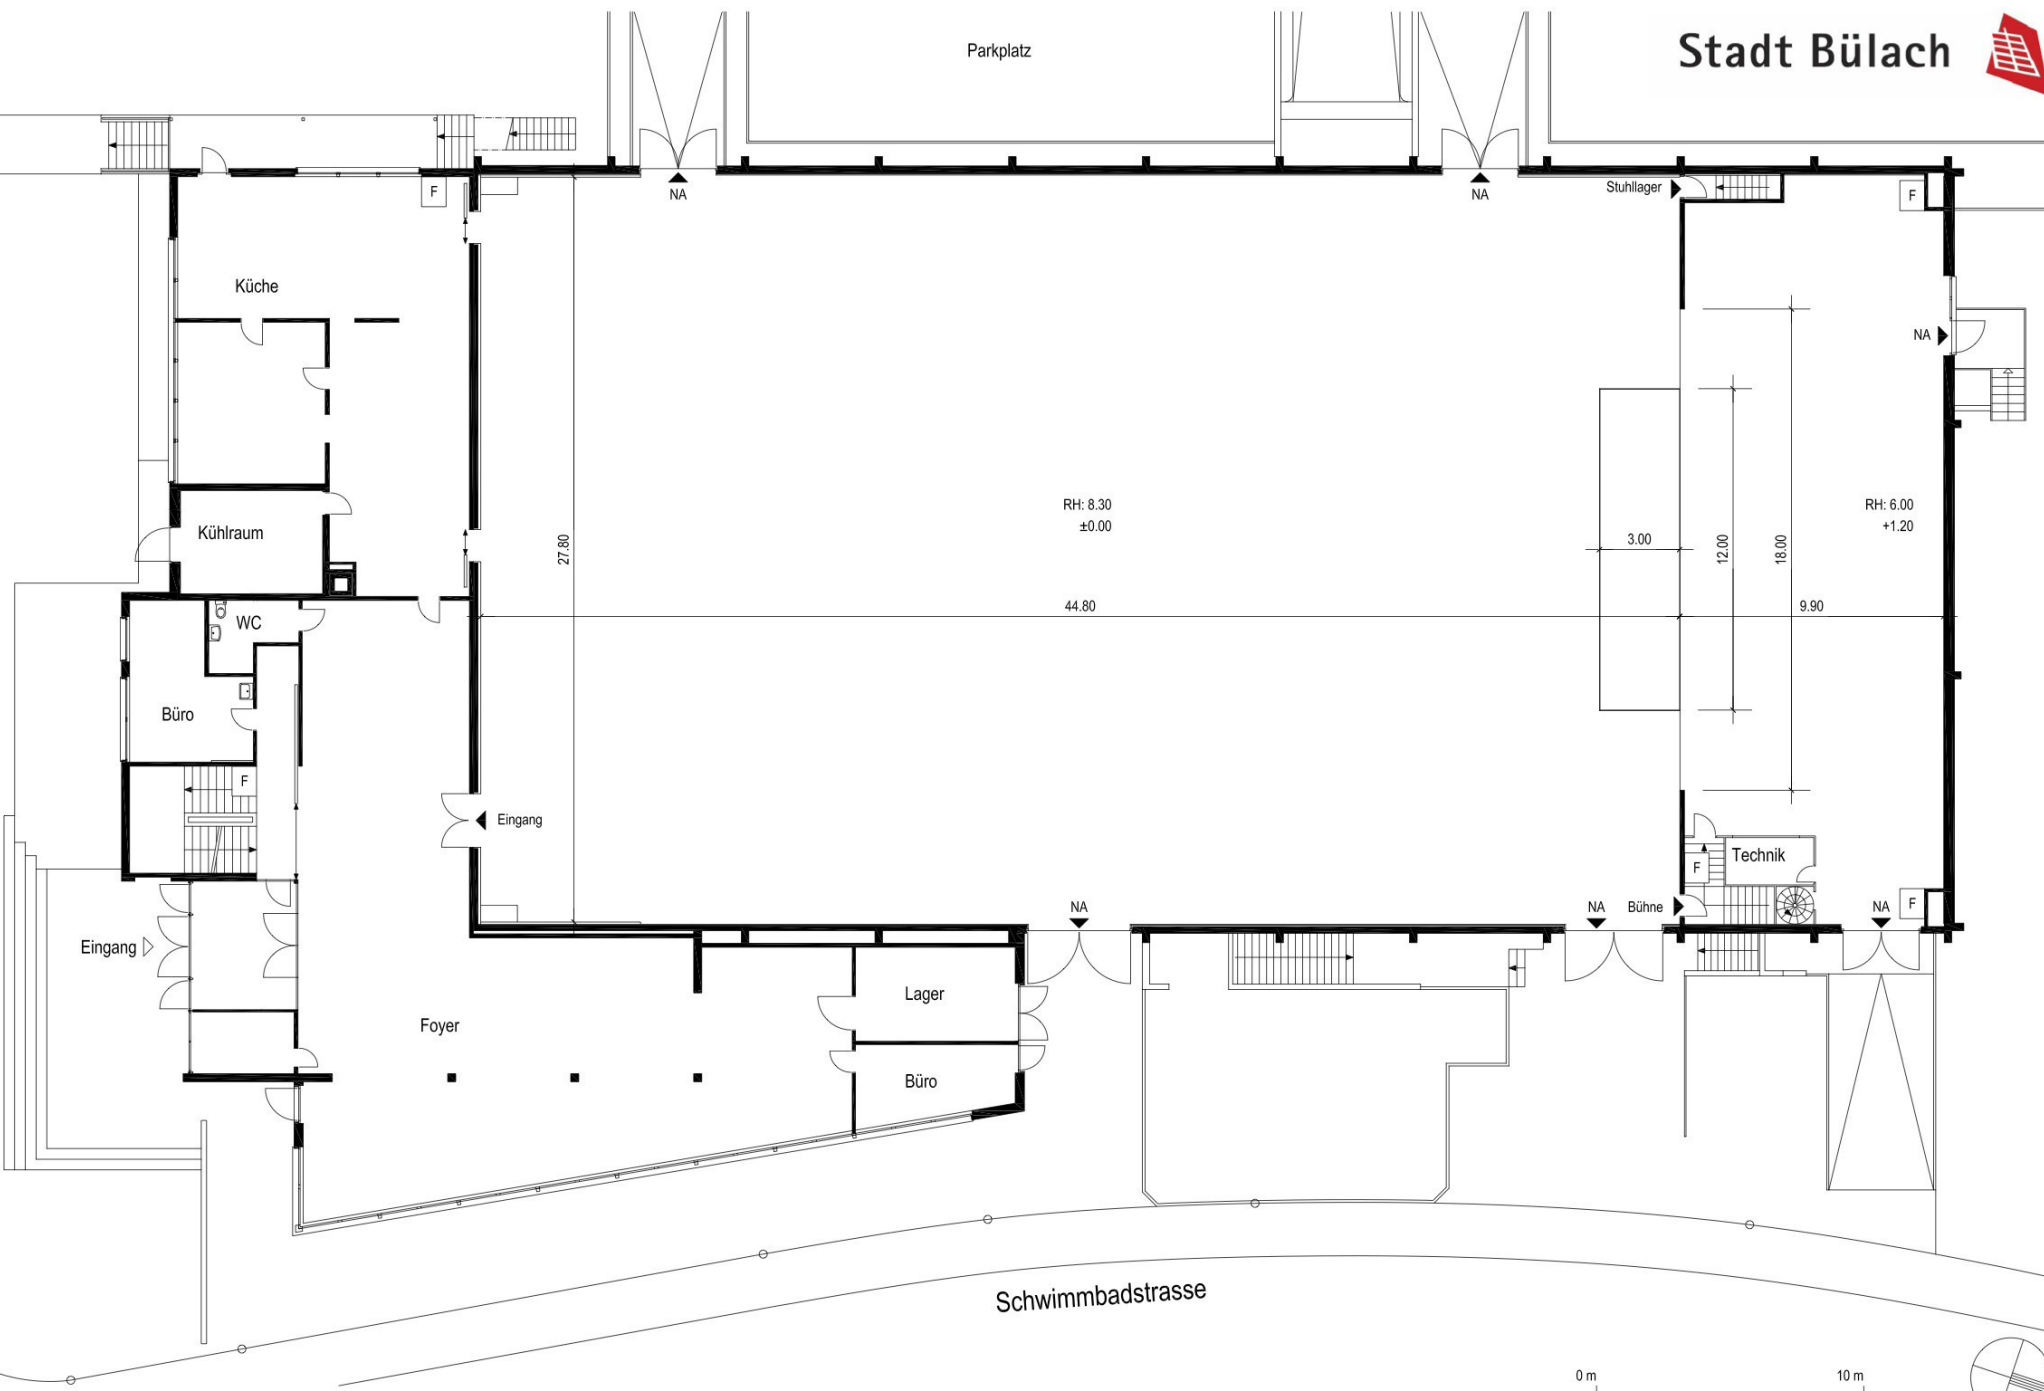 Parkplatz
Stadt Bülach
F
NA
NA
Stuhllager
F
Küche
NA
RH: 8.30
±0.00
RH: 6.00
+1.20
Kühlraum
27.80
3.00
12.00
18.00
44.80
9.90
WC
Büro
F
Eingang
Technik
F
NA
NA
Bühne
NA
F
Eingang
Lager
Foyer
Büro
Schwimmbadstrasse
0 m
10 m